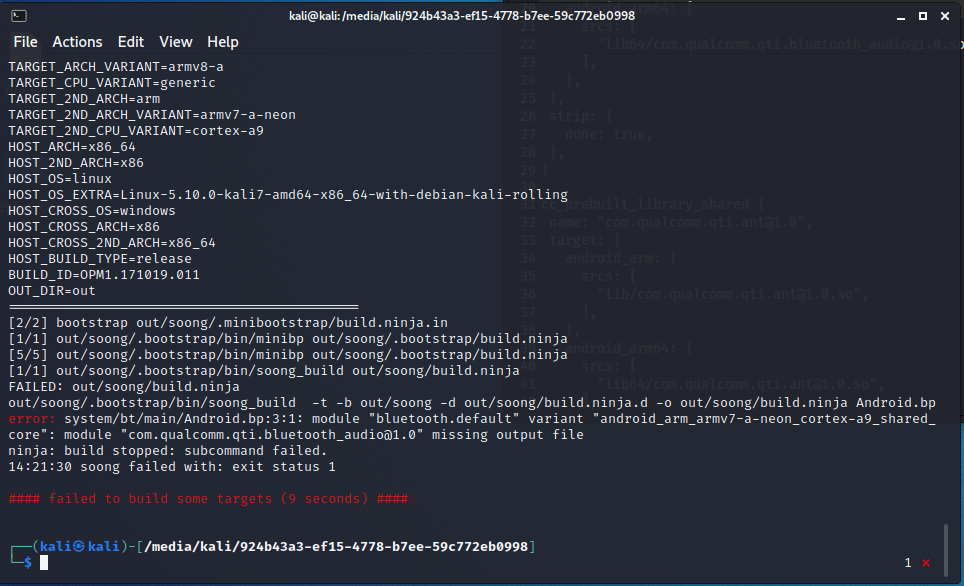 kali@kali: /media/kali/924b43a3-ef15-4778-b7ee-59c772eb0998
File Actions Edit View Help
TARGET_ARCH_VARIANT=armv8-a
TARGET_CPU_VARIANT=generic
TARGET_2ND_ARCH=arm
TARGET_2ND_ARCH_VARIANT=armv7-a-neon
TARGET_2ND_CPU_VARIANT=cortex-a9
HOST_ARCH=x86_64
HOST_2ND_ARCH=x86
HOST_OS=linux
HOST_OS_EXTRA=Linux-5.10.0-kali7-amd64-x86_64-with-debian-kali-rolling
HOST_CROSS_OS=windows
HOST_CROSS_ARCH=x86
HOST_CROSS_2ND_ARCH=x86_64
HOST_BUILD_TYPE=release
BUILD_ID=OPM1.171019.011
OUT_DIR=out
============================================
[2/2] bootstrap out/soong/.minibootstrap/build.ninja.in
[1/1] out/soong/.bootstrap/bin/minibp out/soong/.bootstrap/build.ninja
[5/5] out/soong/.bootstrap/bin/minibp out/soong/.bootstrap/build.ninja
[1/1] out/soong/.bootstrap/bin/soong_build out/soong/build.ninja
FAILED: out/soong/build.ninja
out/soong/.bootstrap/bin/soong_build  -t -b out/soong -d out/soong/build.ninja.d -o out/soong/build.ninja Android.bp
error: system/bt/main/Android.bp:3:1: module "bluetooth.default" variant "android_arm_armv7-a-neon_cortex-a9_shared_
core": module "com.qualcomm.qti.bluetooth_audio@1.0" missing output file
ninja: build stopped: subcommand failed.
14:21:30 soong failed with: exit status 1
#### failed to build some targets (9 seconds) ####
┌──(kali㉿kali)-[/media/kali/924b43a3-ef15-4778-b7ee-59c772eb0998]
└─$
1 ⨯
android_arm64: {
srcs: [
22 "lib64/com.qualcomm.qti.bluetooth_audio@1.0.so
23 ],
24 },
25 },
26 strip: {
27 none: true,
28 },
29 }
31 cc_prebuilt_library_shared {
32 name: "com.qualcomm.qti.ant@1.0",
33 target: {
34 android_arm: {
35 srcs: [
36 "lib/com.qualcomm.qti.ant@1.0.so",
37 ],
},
android_arm64: {
40 srcs: [
41 "lib64/com.qualcomm.qti.ant@1.0.so",